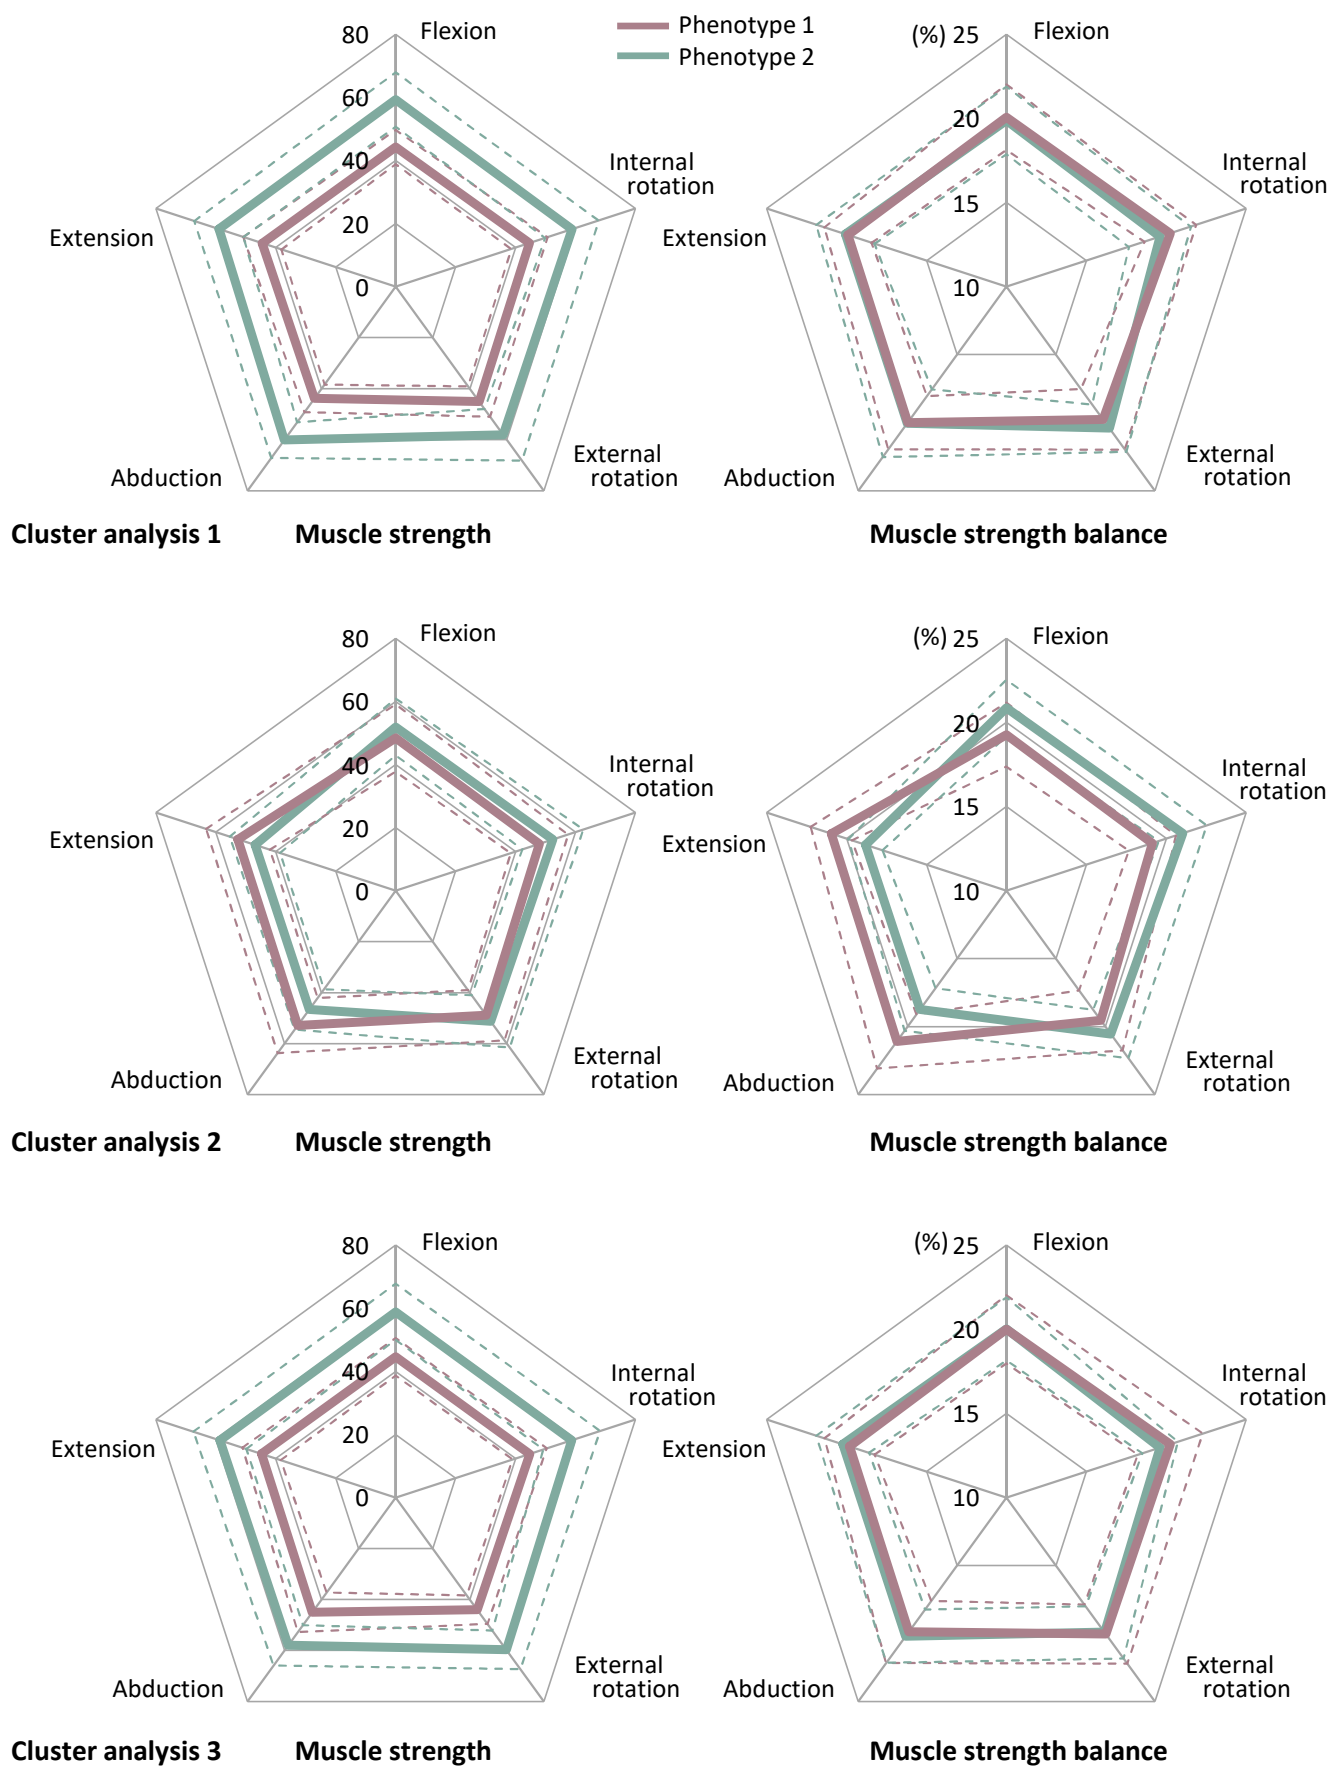 Phenotype 1
Phenotype 2
80
60
40
20
0
Flexion
Internal
rotation
External
rotation
Abduction
Extension
Cluster analysis 1
Muscle strength
(%) 25
20
15
10
Flexion
Internal
rotation
External
rotation
Abduction
Extension
Muscle strength balance
80
60
40
20
0
Flexion
Internal
rotation
External
rotation
Abduction
Extension
Cluster analysis 2
Muscle strength
(%) 25
20
15
10
Flexion
Internal
rotation
External
rotation
Abduction
Extension
Muscle strength balance
80
60
40
20
0
Flexion
Internal
rotation
External
rotation
Abduction
Extension
Cluster analysis 3
Muscle strength
(%) 25
20
15
10
Flexion
Internal
rotation
External
rotation
Abduction
Extension
Muscle strength balance